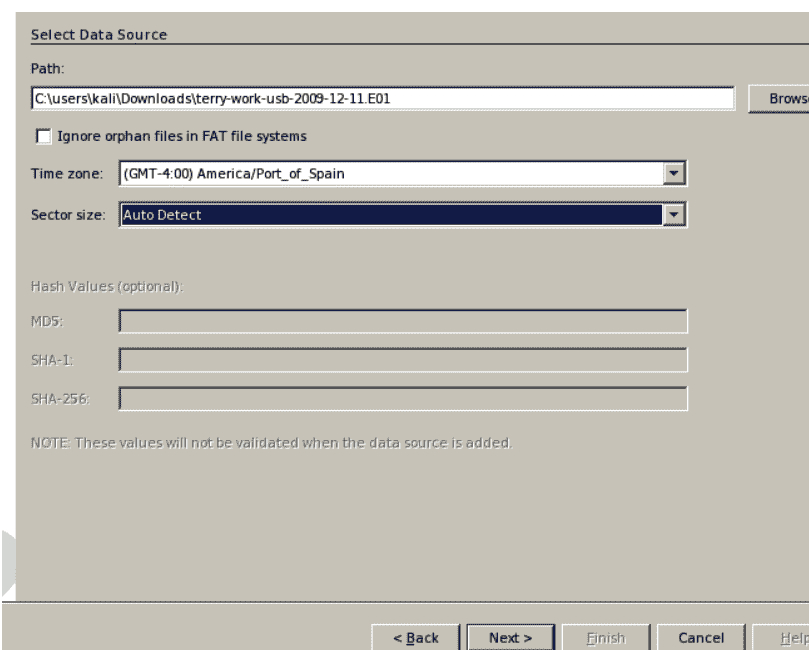 Select Data Source
Path:
C:\users\kali\Downloads\terry-work-usb-2009-12-11.E01
Browse
Ignore orphan files in FAT file systems
Time zone: (GMT-4:00) America/Port_of_Spain
Sector size: Auto Detect
Hash Values (optional):
MD5:
SHA-1:
SHA-256:
NOTE: These values will not be validated when the data source is added.
< Back Next > Finish Cancel Help